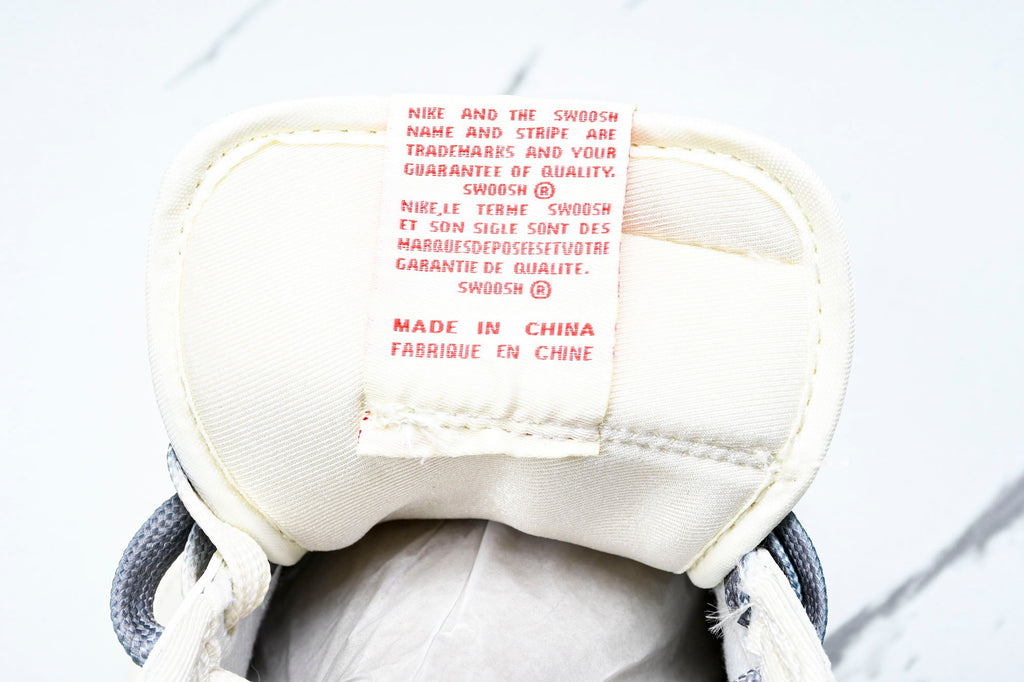 NIKE AND THE SWOOSH
NAME AND STRIPE ARE
TRADEMARKS AND YOUR
GUARANTEE OF QUALITY.
SWOOSH ®
NIKE,LE TERME SWOOSH
ET SON SIGLE SONT DES
MARQUESDEPOSEESETVOTRE
GARANTIE DE QUALITE.
SWOOSH ®
MADE IN CHINA
FABRIQUE EN CHINE